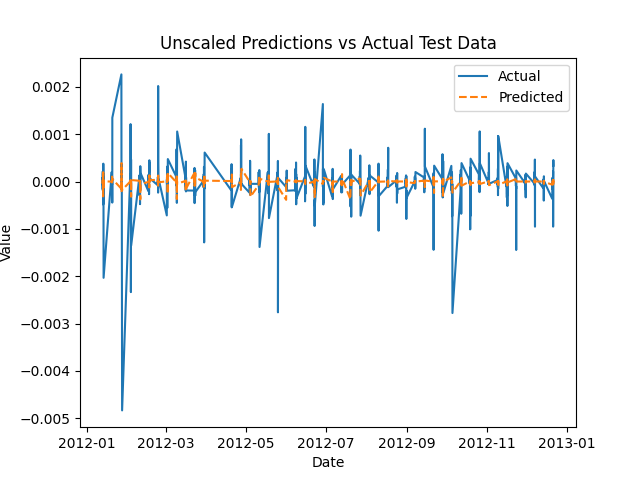 Unscaled Predictions vs Actual Test Data
Actual
Predicted
0.002
0.001
0.000
−0.001
−0.002
−0.003
−0.004
−0.005
Value
2012-01 2012-03 2012-05 2012-07 2012-09 2012-11 2013-01
Date